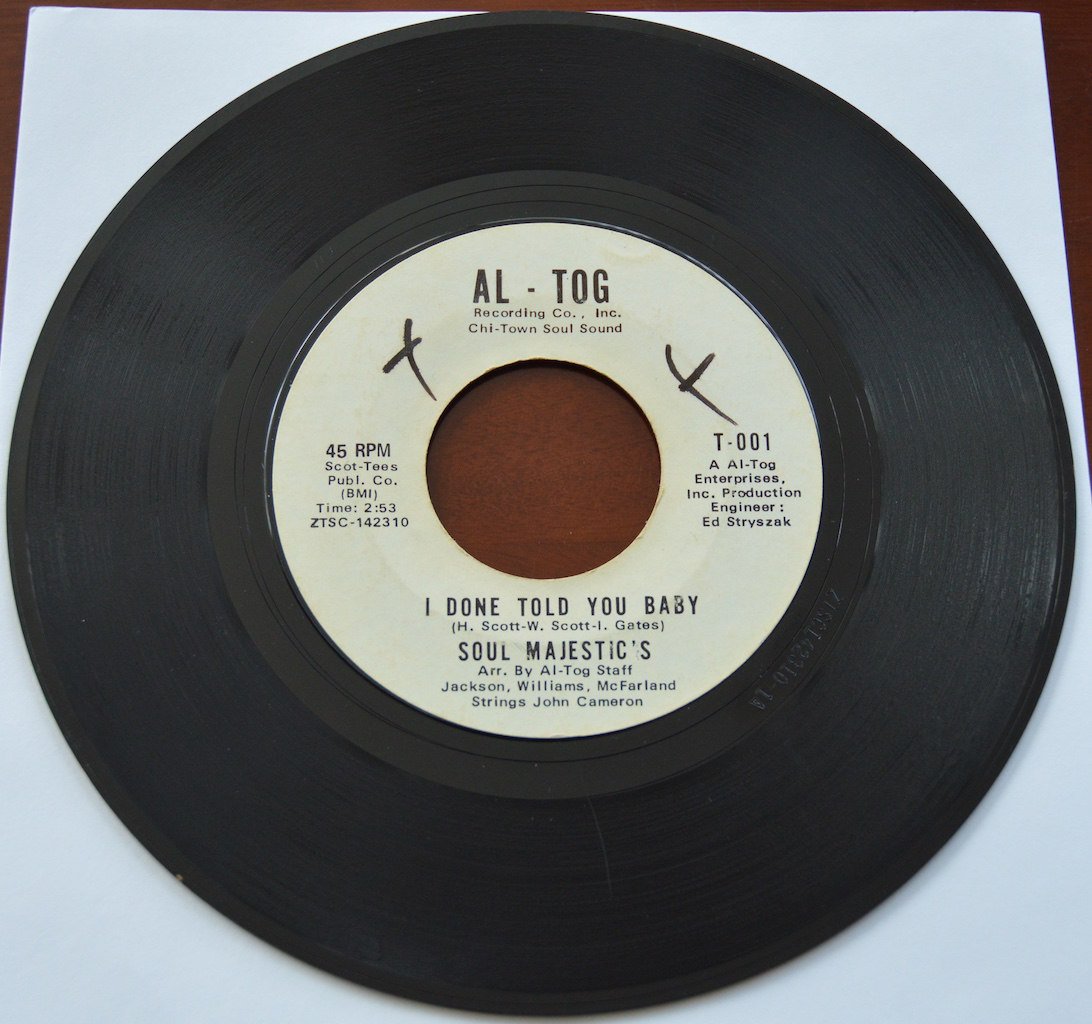 AL - TOG
Recording Co., Inc.
Chi-Town Soul Sound
45 RPM
Scot-Tees
Publ. Co.
(BMI)
Time: 2:53
ZTSC-142310
T-001
A Al-Tog
Enterprises,
Inc. Production
Engineer:
Ed Stryszak
I DONE TOLD YOU BABY
(H. Scott-W. Scott-I. Gates)
SOUL MAJESTIC'S
Arr. By Al-Tog Staff
Jackson, Williams, McFarland
Strings John Cameron
ZTSC142310 1A